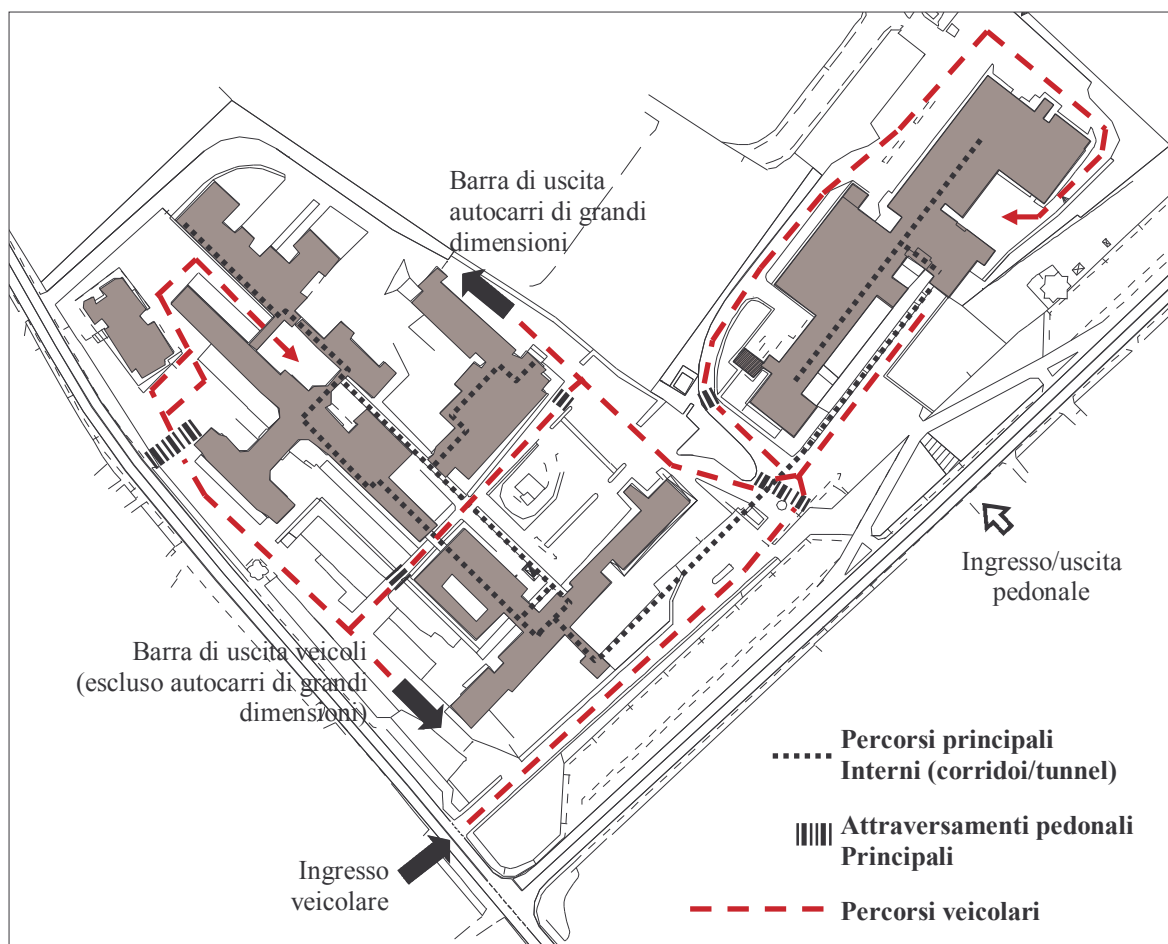 Barra di uscita
autocarri di grandi
dimensioni
Ingresso/uscita
pedonale
Barra di uscita veicoli
(escluso autocarri di grandi
dimensioni)
Percorsi principali
Interni (corridoi/tunnel)
Attraversamenti pedonali
Principali
Ingresso
veicolare
Percorsi veicolari